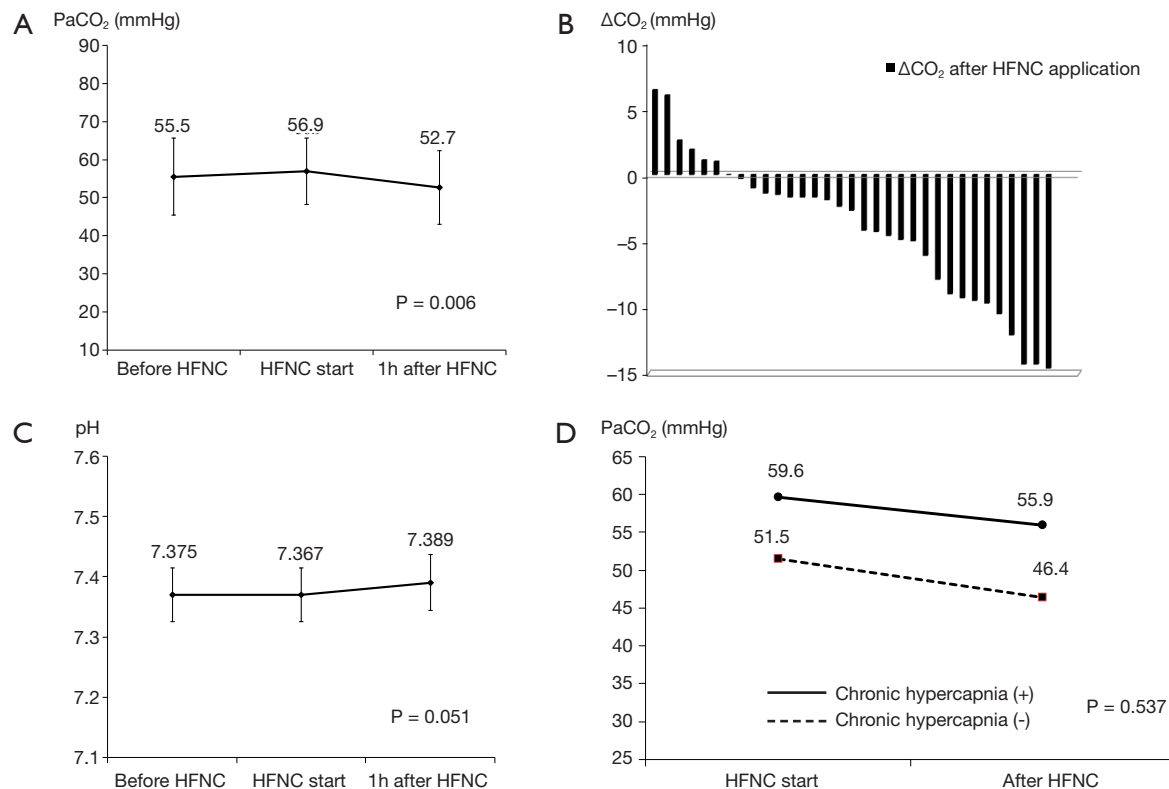 A
PaCO₂ (mmHg)
90
80
70
60
50
40
30
20
10
55.5
56.9
52.7
P = 0.006
Before HFNC
HFNC start
1h after HFNC
B
ΔCO₂ (mmHg)
10
5
0
−5
−10
−15
ΔCO₂ after HFNC application
C
pH
7.6
7.5
7.4
7.3
7.2
7.1
7.375
7.367
7.389
P = 0.051
Before HFNC
HFNC start
1h after HFNC
D
PaCO₂ (mmHg)
65
60
55
50
45
40
35
30
25
59.6
55.9
51.5
46.4
Chronic hypercapnia (+)
Chronic hypercapnia (-)
P = 0.537
HFNC start
After HFNC